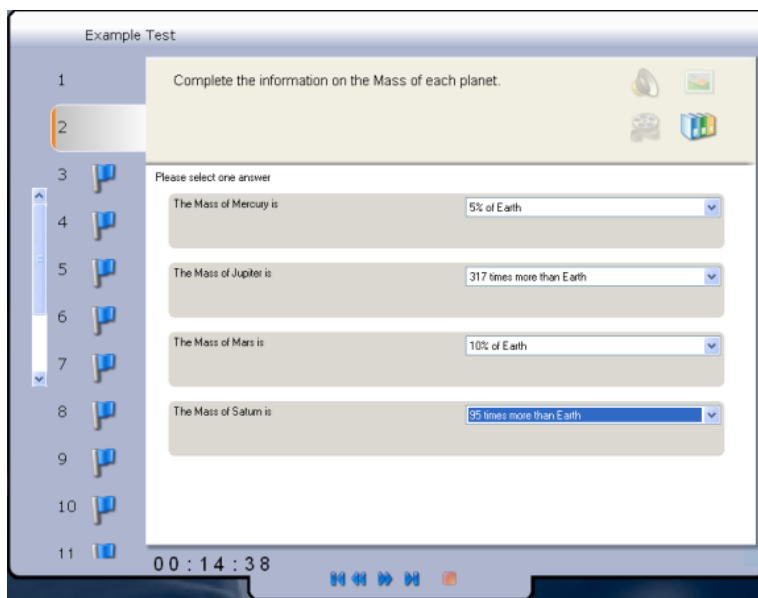 Example Test
1
Complete the information on the Mass of each planet.
2
3
Please select one answer
The Mass of Mercury is
5% of Earth
4
5
The Mass of Jupiter is
317 times more than Earth
6
The Mass of Mars is
10% of Earth
7
8
The Mass of Saturn is
95 times more than Earth
9
10
11
00:14:38